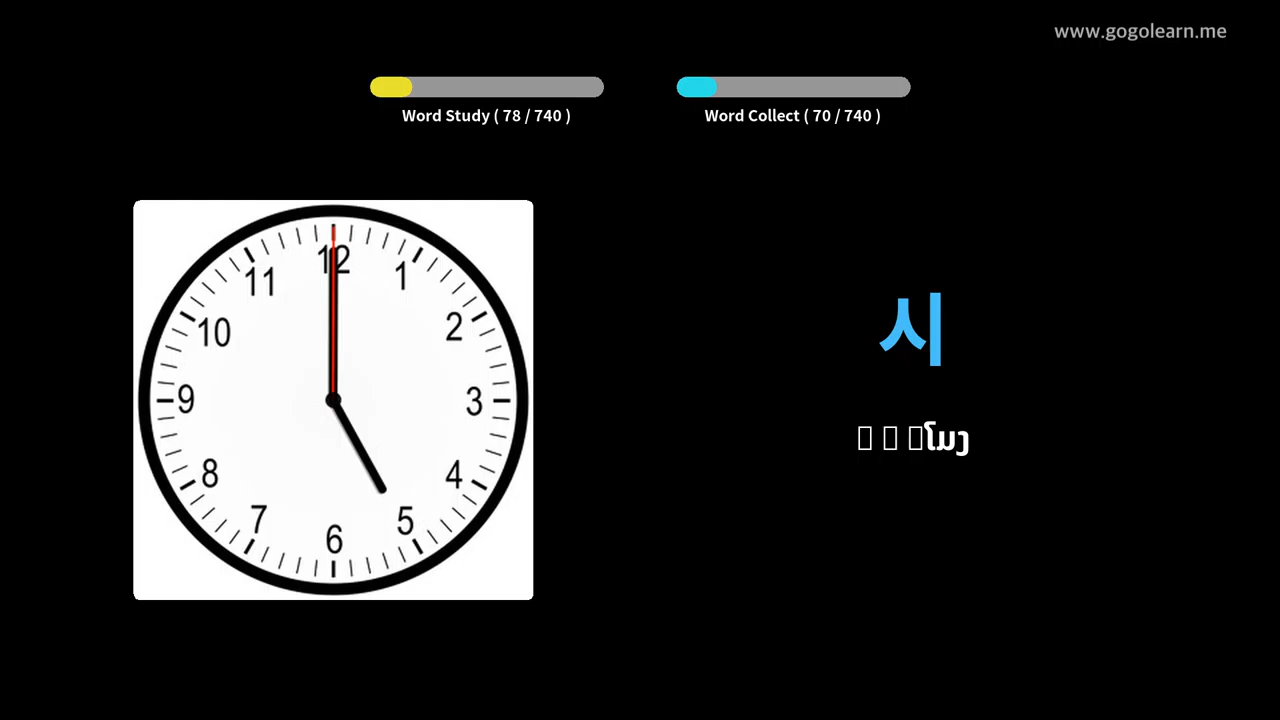 www.gogolearn.me
Word Study ( 78 / 740 )
Word Collect ( 70 / 740 )
12
11
1
10
2
9
3
8
4
7
5
6
시
ໂມງ